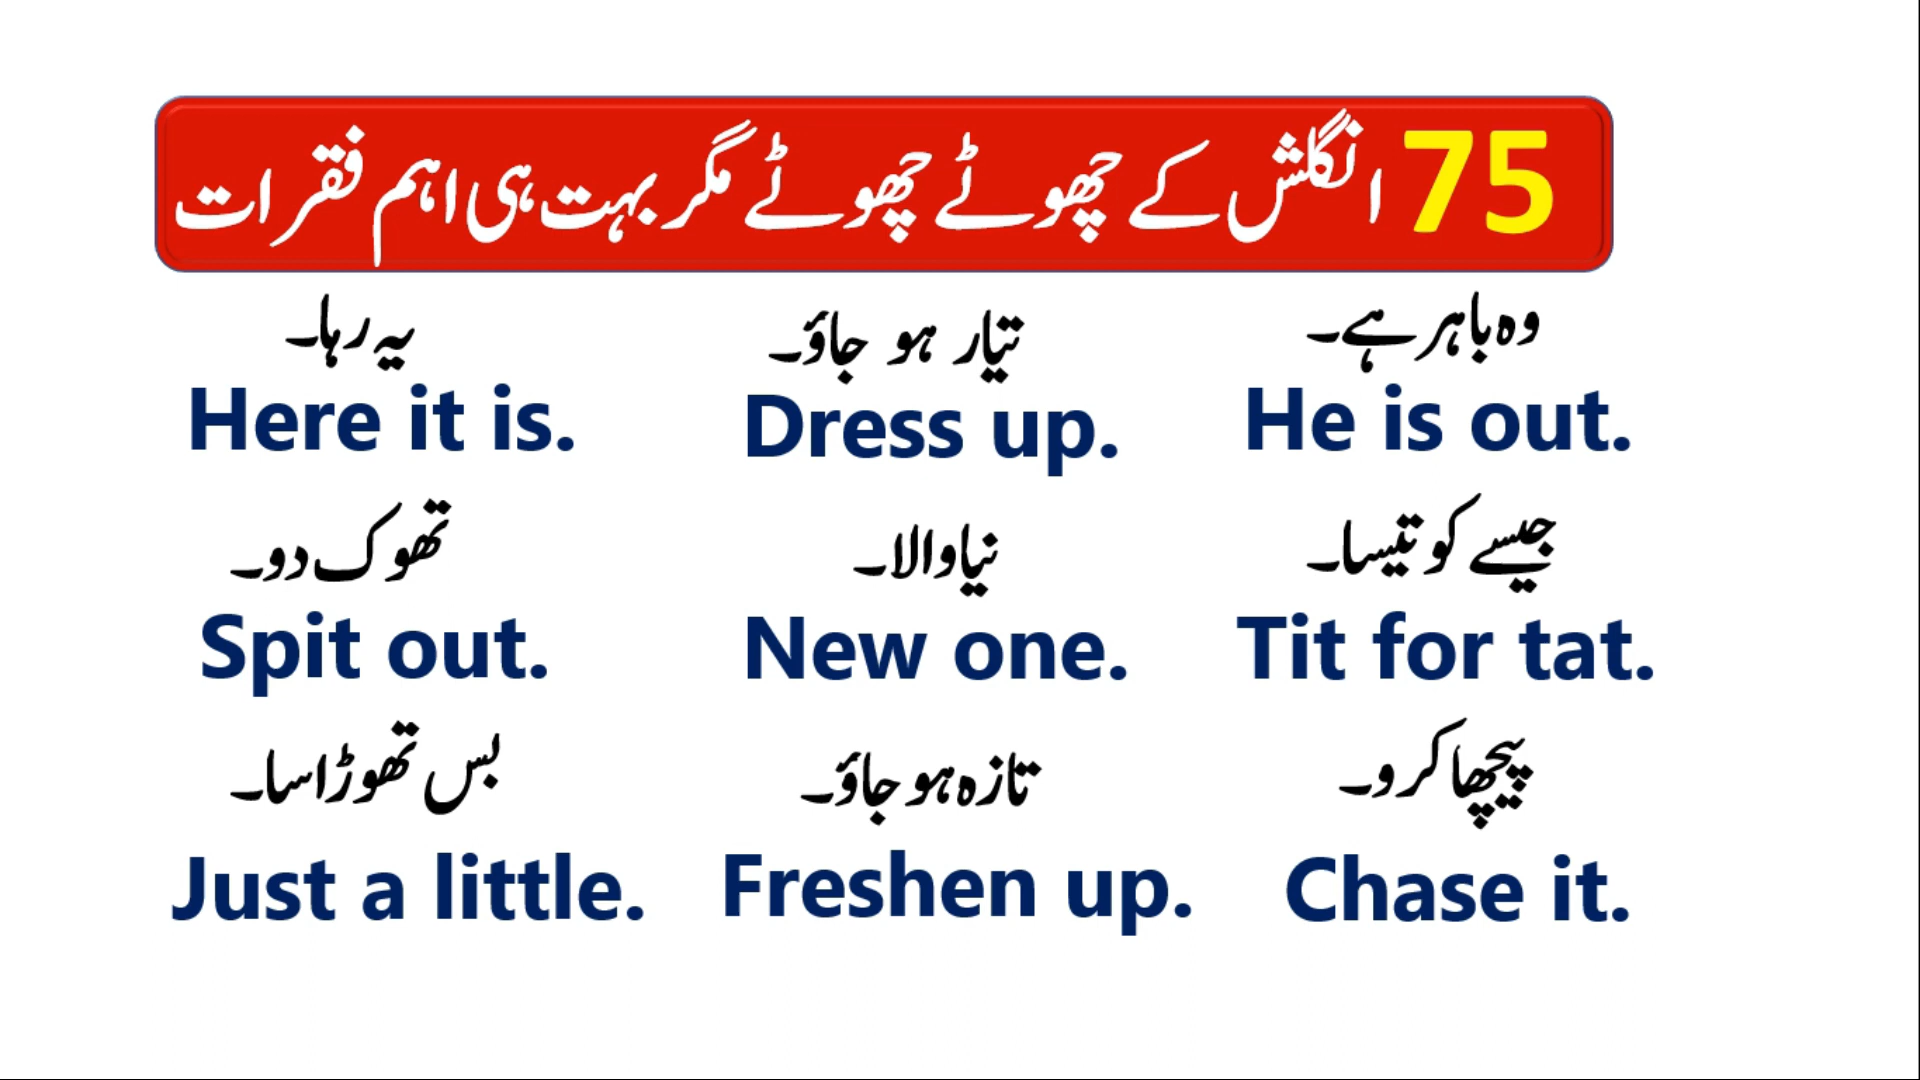 75 انگلش کے چھوٹے چھوٹے مگر بہت ہی اہم فقرات
یہ رہا۔
Here it is.
تیار ہو جاؤ۔
Dress up.
وہ باہر ہے۔
He is out.
تھوک دو۔
Spit out.
نیا والا۔
New one.
جیسے کو تیسا۔
Tit for tat.
بس تھوڑا سا۔
Just a little.
تازہ ہو جاؤ۔
Freshen up.
پیچھا کرو۔
Chase it.